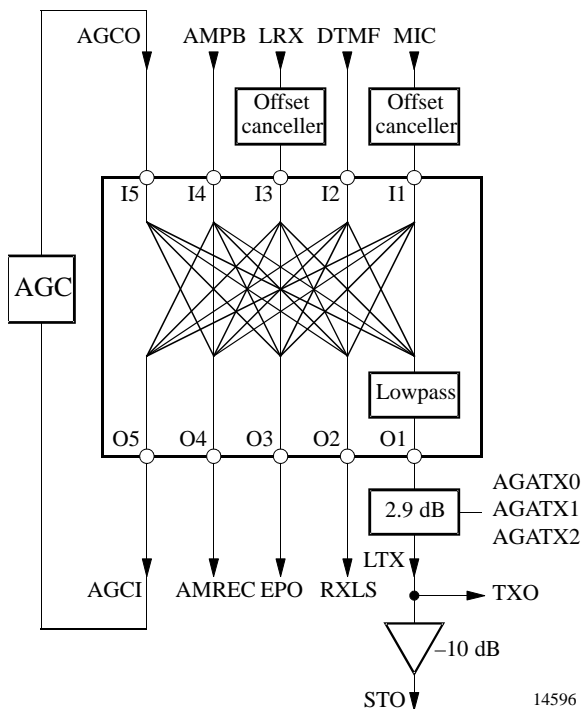 AGCO AMPB LRX DTMF MIC
Offset
canceller
Offset
canceller
I5 I4 I3 I2 I1
AGC
Lowpass
O5 O4 O3 O2 O1
2.9 dB
AGATX0
AGATX1
AGATX2
LTX
AGCI AMREC EPO RXLS
TXO
–10 dB
STO
14596